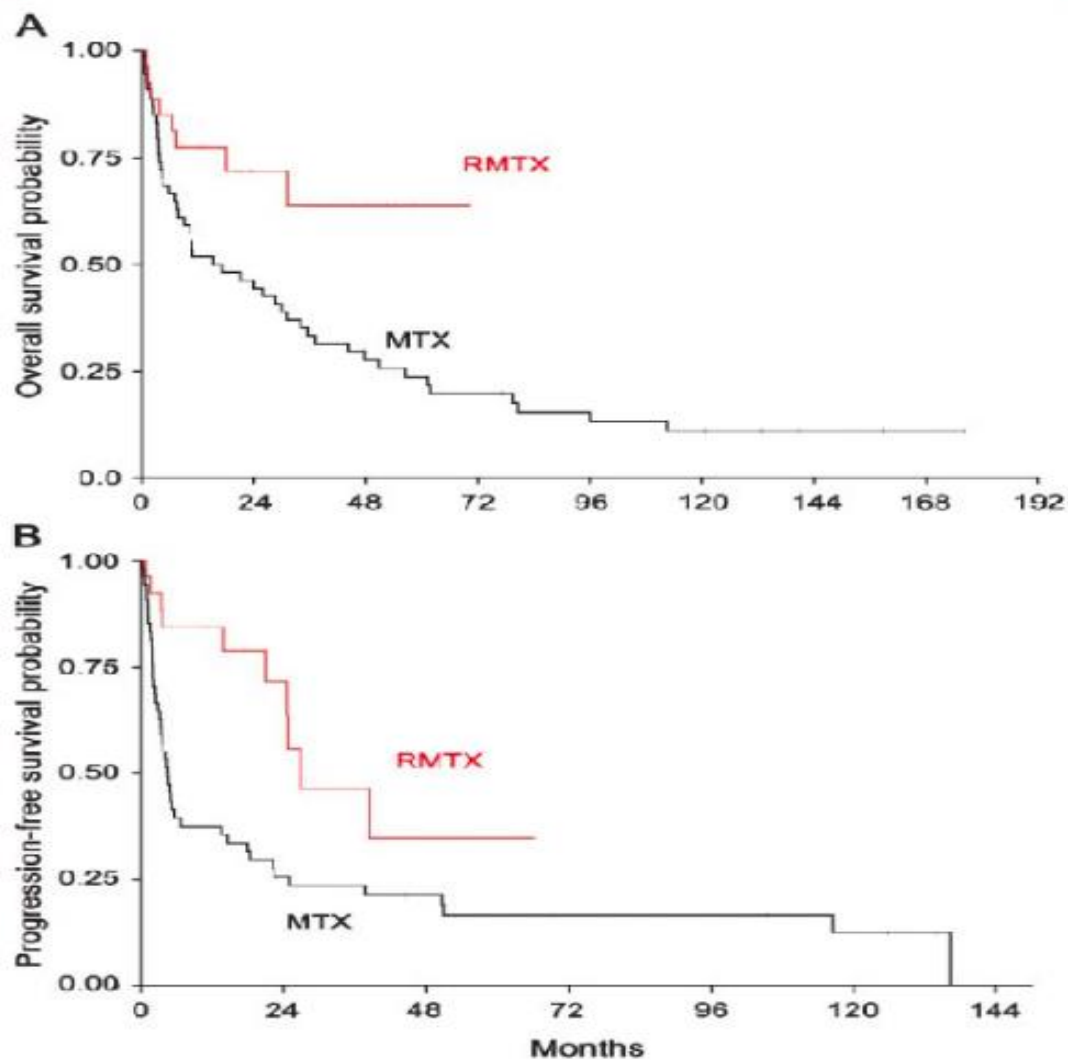 A
Overall survival probability
1.00
0.75
0.50
0.25
0.0
RMTX
MTX
0 24 48 72 96 120 144 168 192
B
Progression-free survival probability
1.00
0.75
0.50
0.25
0.00
RMTX
MTX
0 24 48 72 96 120 144
Months